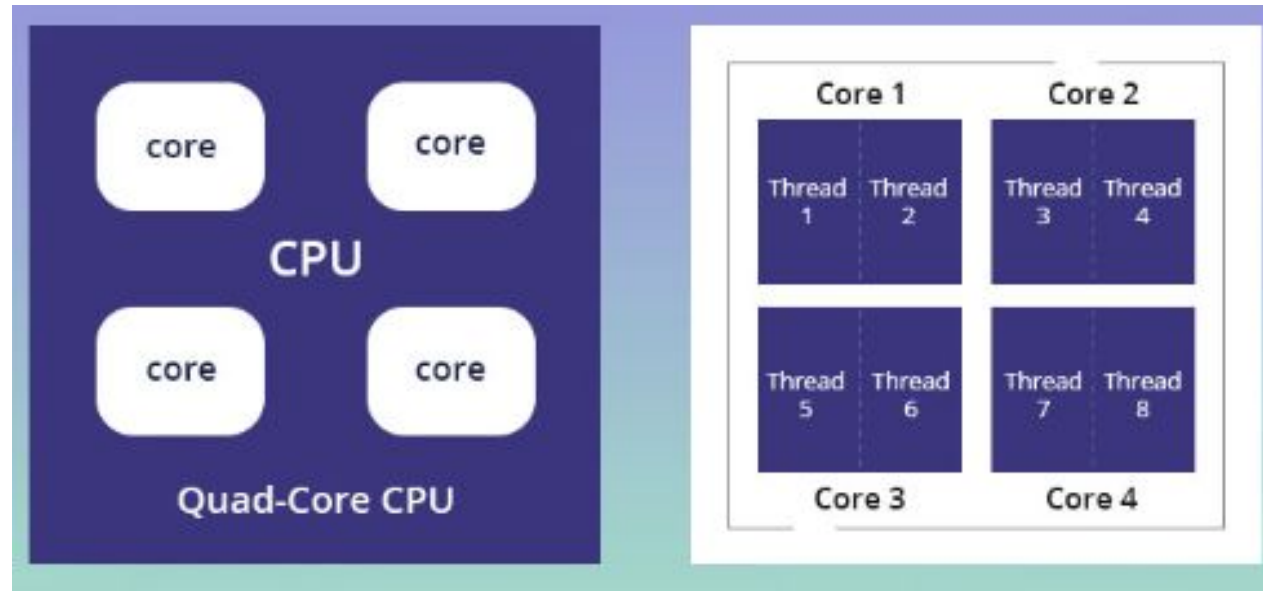 core
core
CPU
core
core
Quad-Core CPU
Core 1
Core 2
Thread
1
Thread
2
Thread
3
Thread
4
Thread
5
Thread
6
Thread
7
Thread
8
Core 3
Core 4